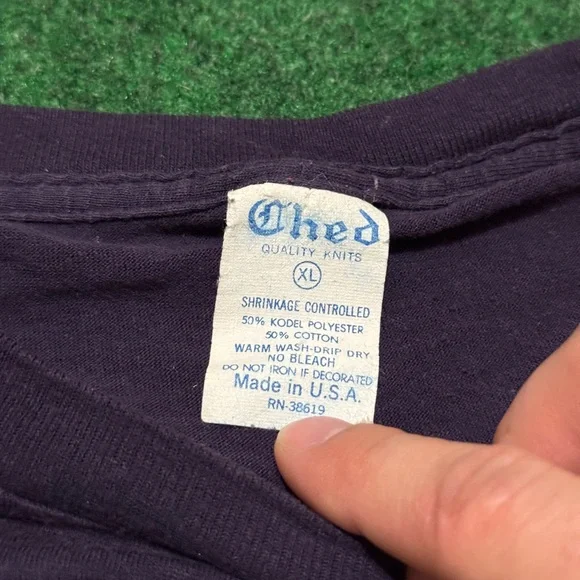 Ched
QUALITY KNITS
XL
SHRINKAGE CONTROLLED
50% KODEL POLYESTER
50% COTTON
WARM WASH-DRIP DRY
NO BLEACH
DO NOT IRON IF DECORATED
Made in U.S.A.
RN-38619